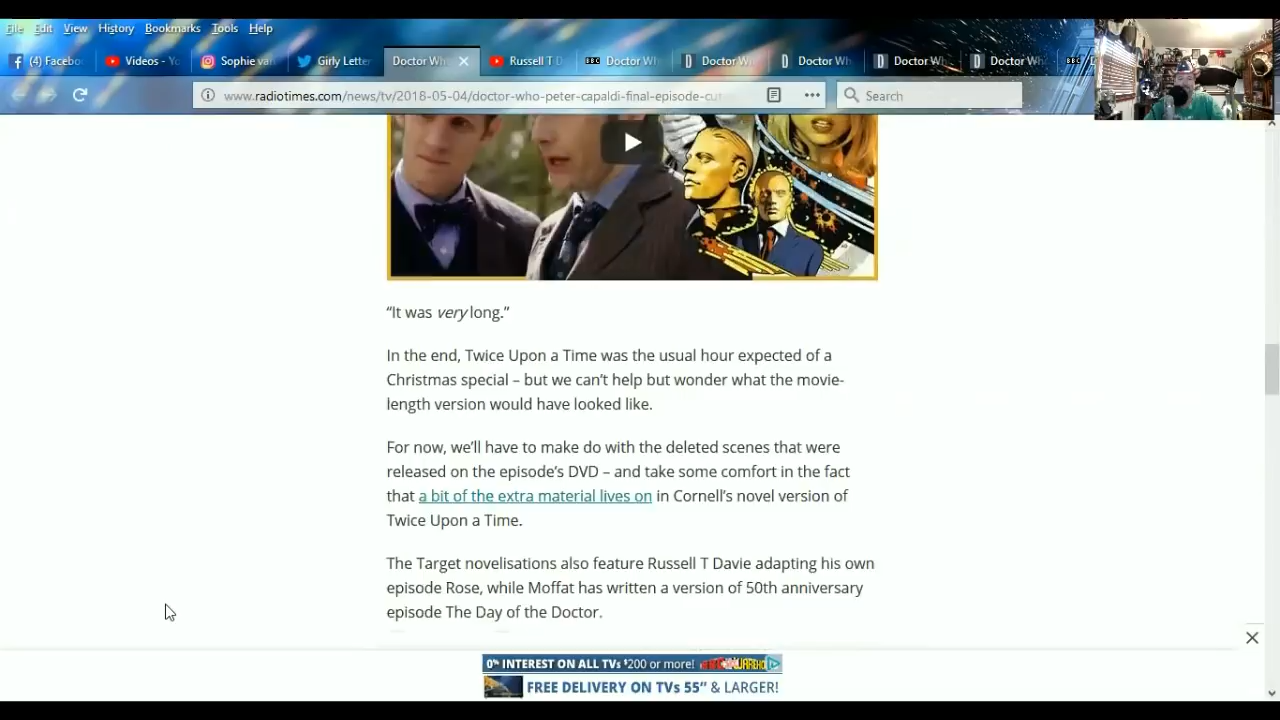 File Edit View History Bookmarks Tools Help
(4) Facebo Videos - Yo Sophie va Girly Lette Doctor Wh Russell T D BBC Doctor Wh Doctor W Doctor Wh Doctor Wh Doctor Wh BBC
www.radiotimes.com/news/tv/2018-05-04/doctor-who-peter-capaldi-final-episode-cu Search
“It was very long.”
In the end, Twice Upon a Time was the usual hour expected of a
Christmas special – but we can’t help but wonder what the movie-
length version would have looked like.
For now, we’ll have to make do with the deleted scenes that were
released on the episode’s DVD – and take some comfort in the fact
that a bit of the extra material lives on in Cornell’s novel version of
Twice Upon a Time.
The Target novelisations also feature Russell T Davie adapting his own
episode Rose, while Moffat has written a version of 50th anniversary
episode The Day of the Doctor.
0% INTEREST ON ALL TVs $200 or more!
FREE DELIVERY ON TVs 55" & LARGER!